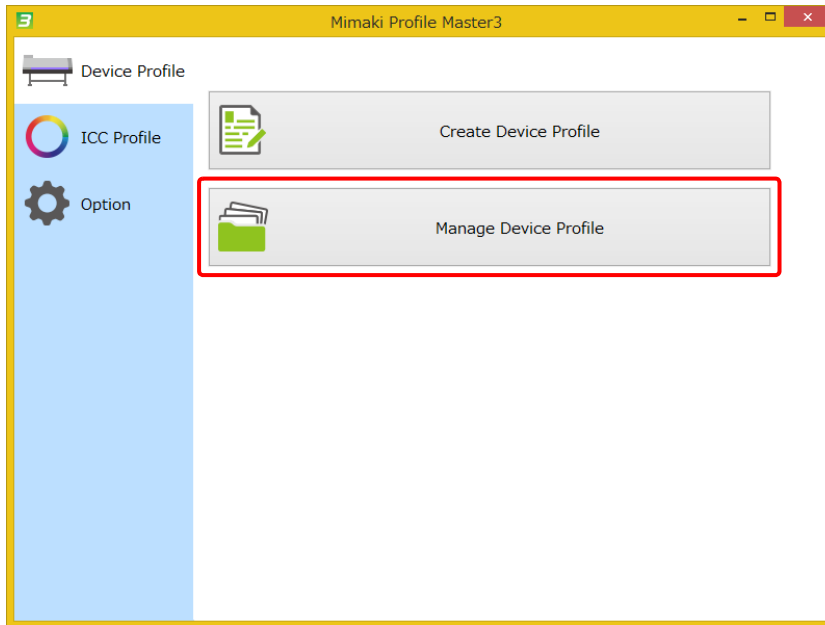 3 Mimaki Profile Master3
Device Profile
ICC Profile
Option
Create Device Profile
Manage Device Profile